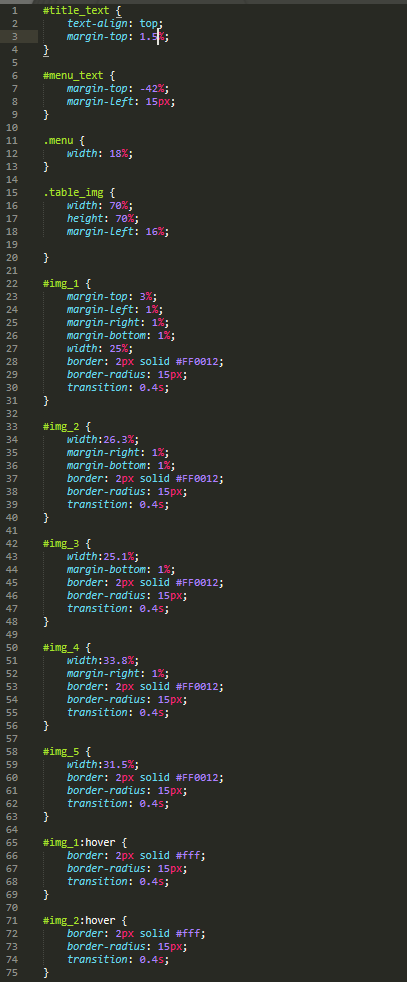 1 #title_text {
2 text-align: top;
3 margin-top: 1.5%;
4 }
5
6 #menu_text {
7 margin-top: -42%;
8 margin-left: 15px;
9 }
10
11 .menu {
12 width: 18%;
13 }
14
15 .table_img {
16 width: 70%;
17 height: 70%;
18 margin-left: 16%;
19
20 }
21
22 #img_1 {
23 margin-top: 3%;
24 margin-left: 1%;
25 margin-right: 1%;
26 margin-bottom: 1%;
27 width: 25%;
28 border: 2px solid #FF0012;
29 border-radius: 15px;
30 transition: 0.4s;
31 }
32
33 #img_2 {
34 width:26.3%;
35 margin-right: 1%;
36 margin-bottom: 1%;
37 border: 2px solid #FF0012;
38 border-radius: 15px;
39 transition: 0.4s;
40 }
41
42 #img_3 {
43 width:25.1%;
44 margin-bottom: 1%;
45 border: 2px solid #FF0012;
46 border-radius: 15px;
47 transition: 0.4s;
48 }
49
50 #img_4 {
51 width:33.8%;
52 margin-right: 1%;
53 border: 2px solid #FF0012;
54 border-radius: 15px;
55 transition: 0.4s;
56 }
57
58 #img_5 {
59 width:31.5%;
60 border: 2px solid #FF0012;
61 border-radius: 15px;
62 transition: 0.4s;
63 }
64
65 #img_1:hover {
66 border: 2px solid #fff;
67 border-radius: 15px;
68 transition: 0.4s;
69 }
70
71 #img_2:hover {
72 border: 2px solid #fff;
73 border-radius: 15px;
74 transition: 0.4s;
75 }